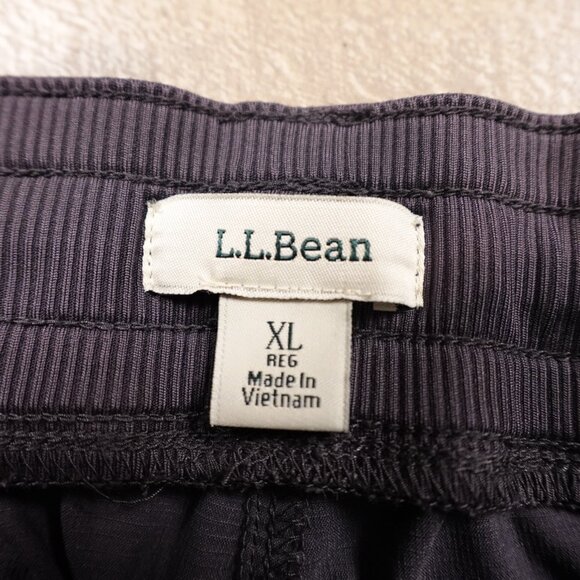 L.L.Bean
XL
REG
Made In
Vietnam